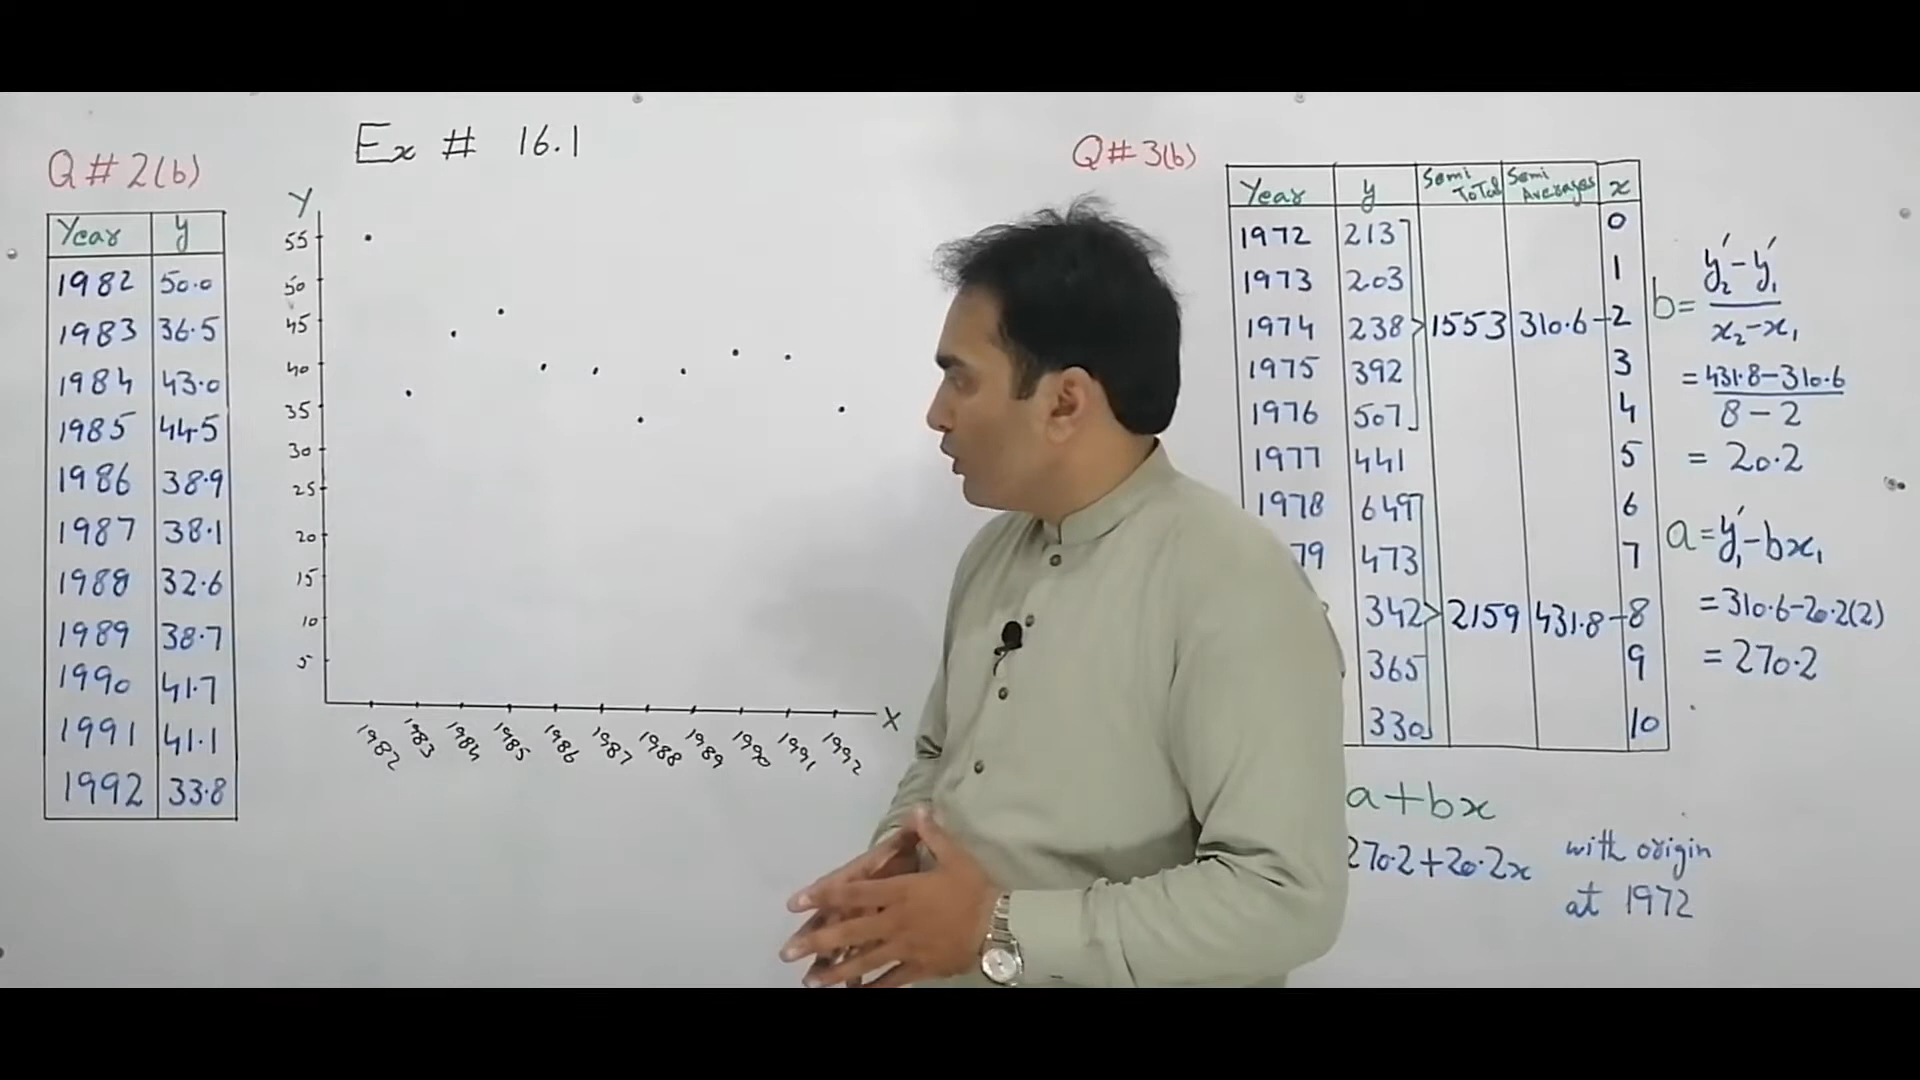 Ex # 16.1
Q # 2(b)
Year y
1982 50.0
1983 36.5
1984 43.0
1985 44.5
1986 38.9
1987 38.1
1988 32.6
1989 38.7
1990 41.7
1991 41.1
1992 33.8
Y
55
50
45
40
35
30
25
20
15
10
5
X
1982 1983 1984 1985 1986 1987 1988 1989 1990 1991 1992
Q # 3(b)
Year y Semi Total Semi Averages x
1972 213 0
1973 203 1
1974 238 1553 310.6 2
1975 392 3
1976 507 4
1977 441 5
1978 649 6
79 473 7
342 2159 431.8 8
365 9
330 10
b = y₂′ - y₁′ / x₂ - x₁
= 431.8 - 310.6 / 8 - 2
= 20.2
a = y₁′ - bx₁
= 310.6 - 20.2(2)
= 270.2
a + bx
270.2 + 20.2x with origin
at 1972